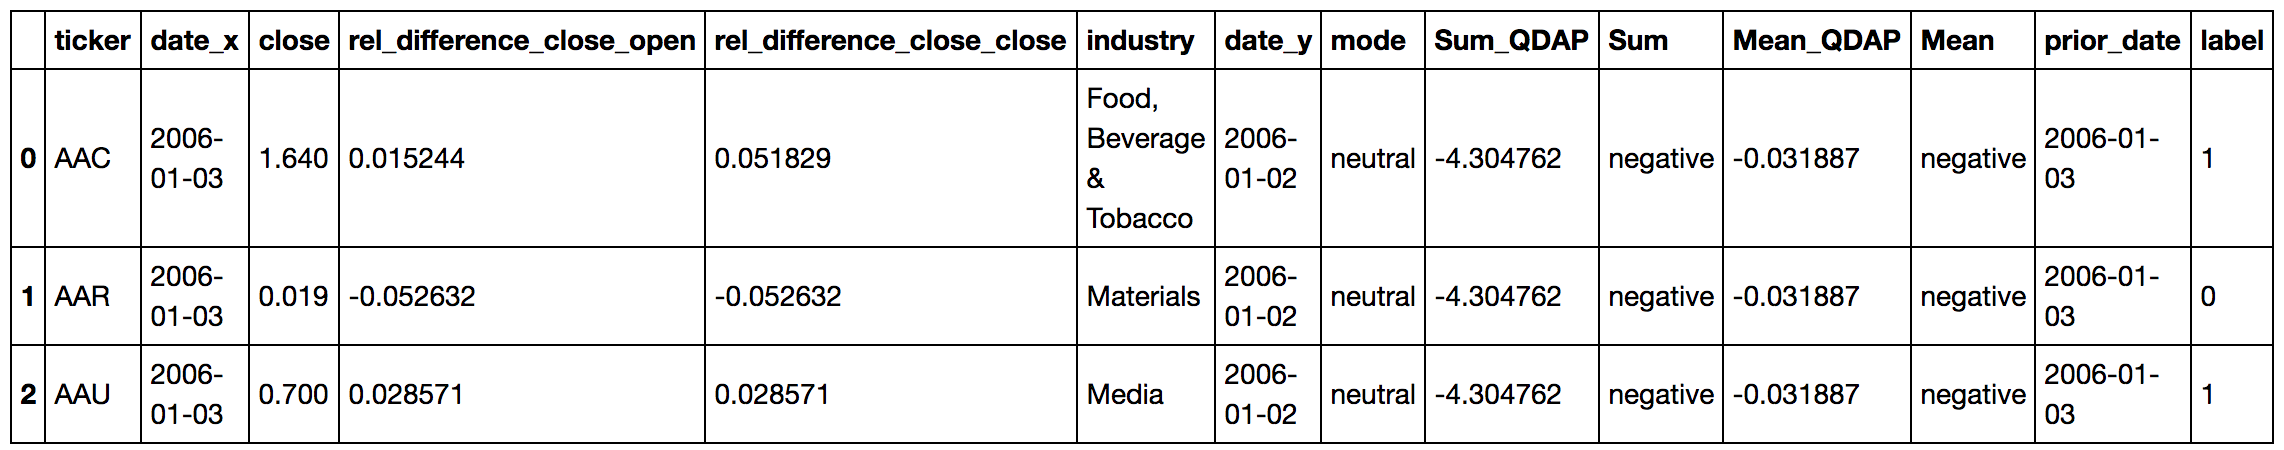 ticker date_x close rel_difference_close_open rel_difference_close_close industry date_y mode Sum_QDAP Sum Mean_QDAP Mean prior_date label
0 AAC 2006-01-03 1.640 0.015244 0.051829 Food, Beverage & Tobacco 2006-01-02 neutral -4.304762 negative -0.031887 negative 2006-01-03 1
1 AAR 2006-01-03 0.019 -0.052632 -0.052632 Materials 2006-01-02 neutral -4.304762 negative -0.031887 negative 2006-01-03 0
2 AAU 2006-01-03 0.700 0.028571 0.028571 Media 2006-01-02 neutral -4.304762 negative -0.031887 negative 2006-01-03 1